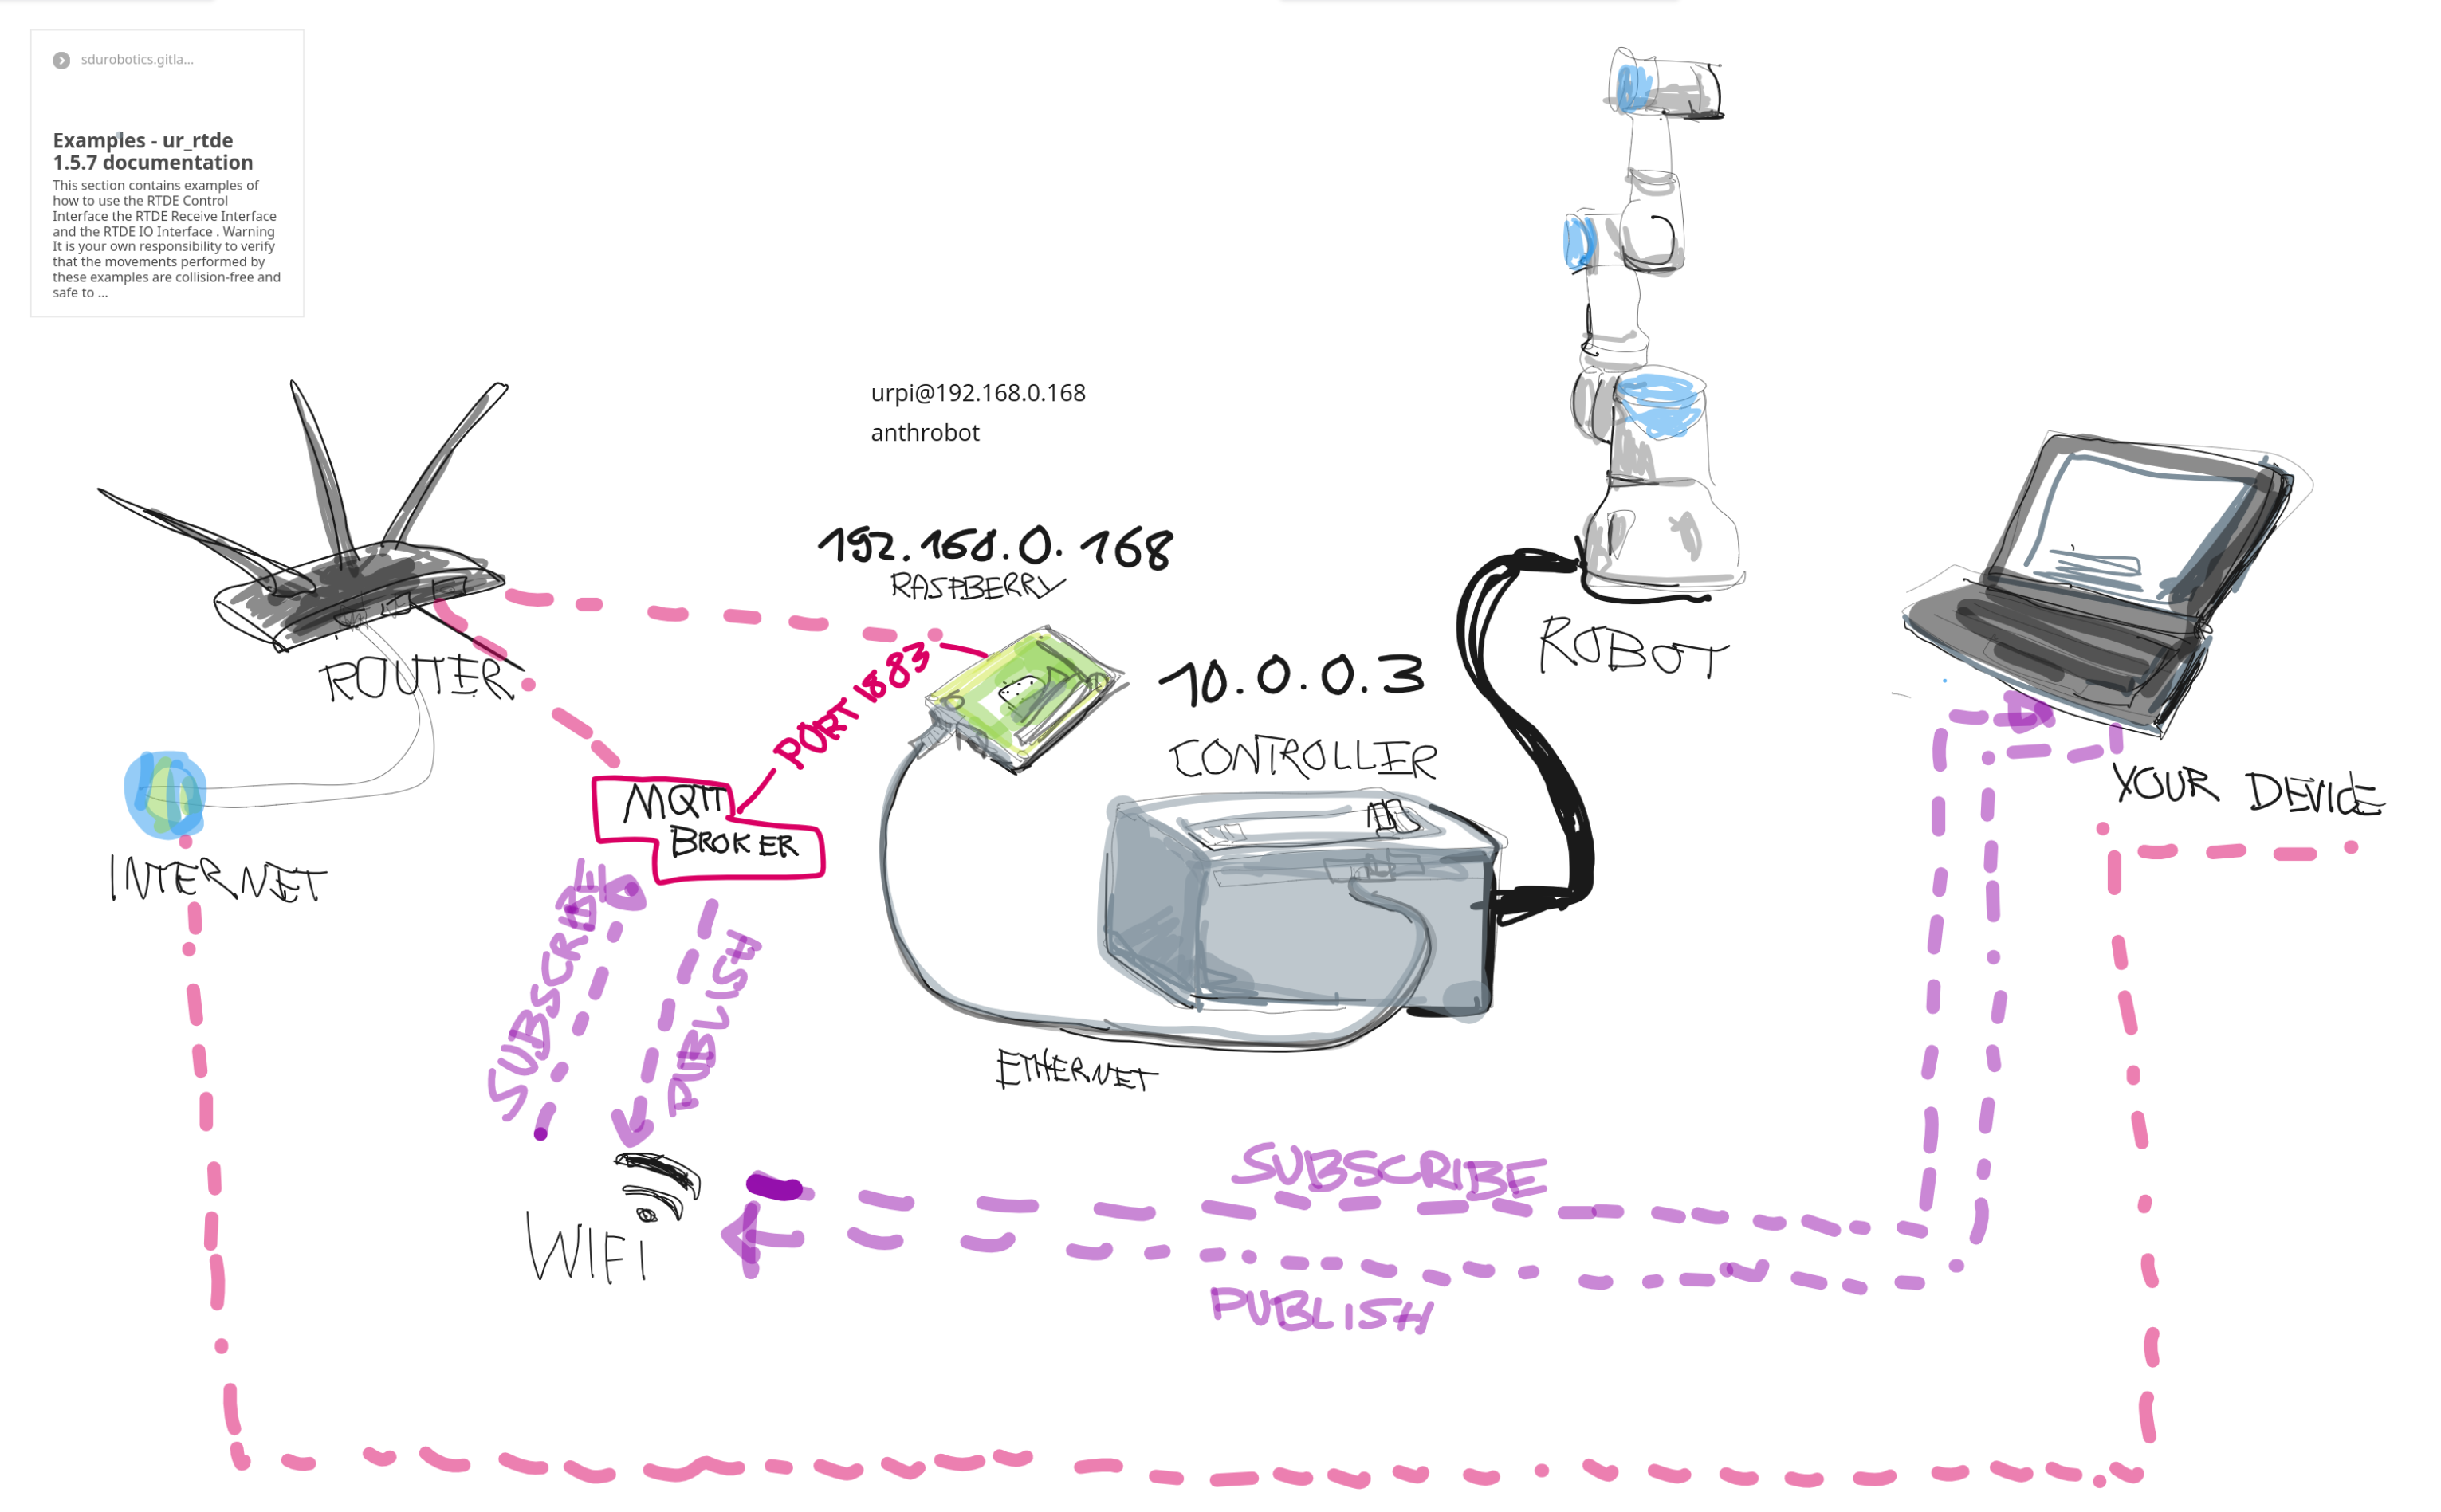 sdurobotics.gitla...
Examples - ur_rtde
1.5.7 documentation
This section contains examples of
how to use the RTDE Control
Interface the RTDE Receive Interface
and the RTDE IO Interface . Warning
It is your own responsibility to verify
that the movements performed by
these examples are collision-free and
safe to ...
urpi@192.168.0.168
anthrobot
192.168.0.168
RASPBERRY
ROUTER
PORT 1883
10.0.0.3
ROBOT
CONTROLLER
YOUR DEVICE
MQTT
BROKER
INTERNET
SUBSCRIBE
PUBLISH
ETHERNET
SUBSCRIBE
WIFI
PUBLISH